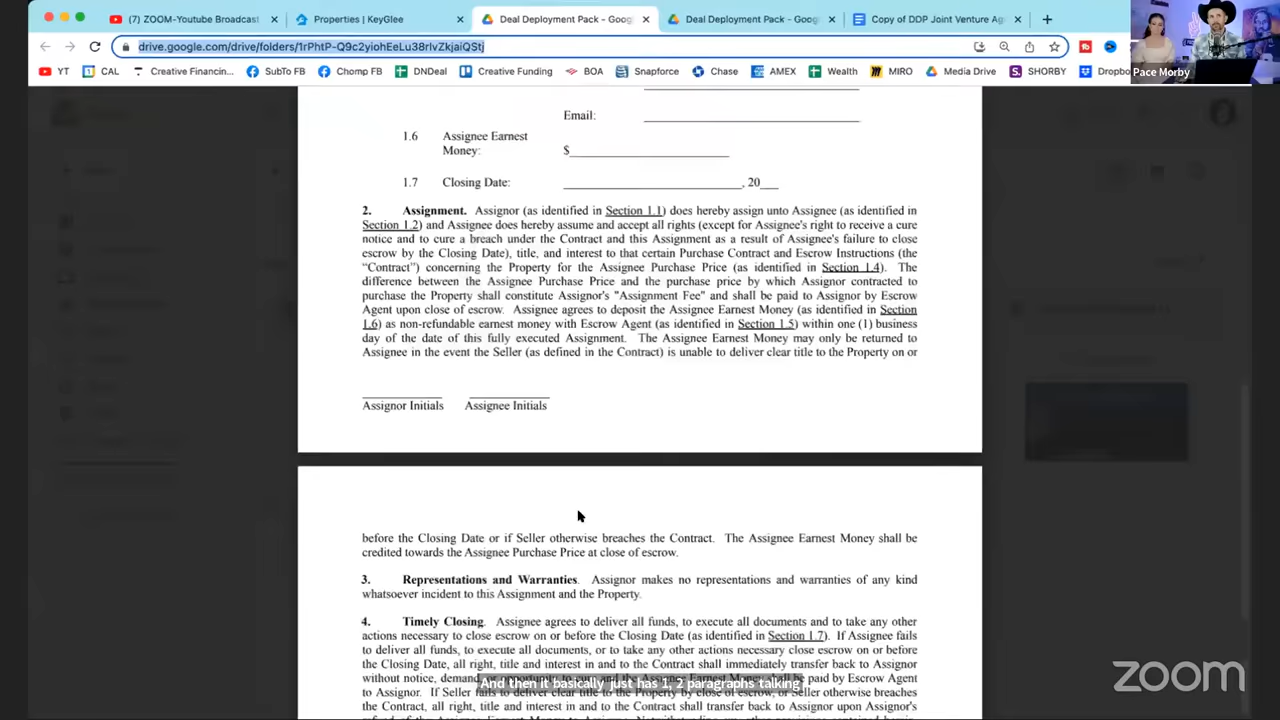 (7) ZOOM-Youtube Broadcast
Properties | KeyGlee
Deal Deployment Pack - Goog
Deal Deployment Pack - Googl
Copy of DDP Joint Venture Ag
drive.google.com/drive/folders/1rPhtP-Q9c2yiohEeLu38rlvZkjaiQStj
YT
CAL
Creative Financin...
SubTo FB
Chomp FB
DNDeal
Creative Funding
BOA
Snapforce
Chase
AMEX
Wealth
MIRO
Media Drive
SHORBY
Dropbo
Pace Morby
Email:
1.6 Assignee Earnest
Money: $
1.7 Closing Date: , 20
2. Assignment. Assignor (as identified in Section 1.1) does hereby assign unto Assignee (as identified in
Section 1.2) and Assignee does hereby assume and accept all rights (except for Assignee's right to receive a cure
notice and to cure a breach under the Contract and this Assignment as a result of Assignee's failure to close
escrow by the Closing Date), title, and interest to that certain Purchase Contract and Escrow Instructions (the
“Contract”) concerning the Property for the Assignee Purchase Price (as identified in Section 1.4). The
difference between the Assignee Purchase Price and the purchase price by which Assignor contracted to
purchase the Property shall constitute Assignor's "Assignment Fee" and shall be paid to Assignor by Escrow
Agent upon close of escrow. Assignee agrees to deposit the Assignee Earnest Money (as identified in Section
1.6) as non-refundable earnest money with Escrow Agent (as identified in Section 1.5) within one (1) business
day of the date of this fully executed Assignment. The Assignee Earnest Money may only be returned to
Assignee in the event the Seller (as defined in the Contract) is unable to deliver clear title to the Property on or
Assignor Initials Assignee Initials
before the Closing Date or if Seller otherwise breaches the Contract. The Assignee Earnest Money shall be
credited towards the Assignee Purchase Price at close of escrow.
3. Representations and Warranties. Assignor makes no representations and warranties of any kind
whatsoever incident to this Assignment and the Property.
4. Timely Closing. Assignee agrees to deliver all funds, to execute all documents and to take any other
actions necessary to close escrow on or before the Closing Date (as identified in Section 1.7). If Assignee fails
to deliver all funds, to execute all documents, or to take any other actions necessary close escrow on or before
the Closing Date, all right, title and interest in and to the Contract shall immediately transfer back to Assignor
without notice, demand, shall be paid by Escrow Agent
And then it basically just has 1, 2 paragraphs talking
to Assignor. If Seller fails to deliver clear title to the Property by close of escrow, or Seller otherwise breaches
the Contract, all right, title and interest in and to the Contract shall transfer back to Assignor upon Assignor's
zoom